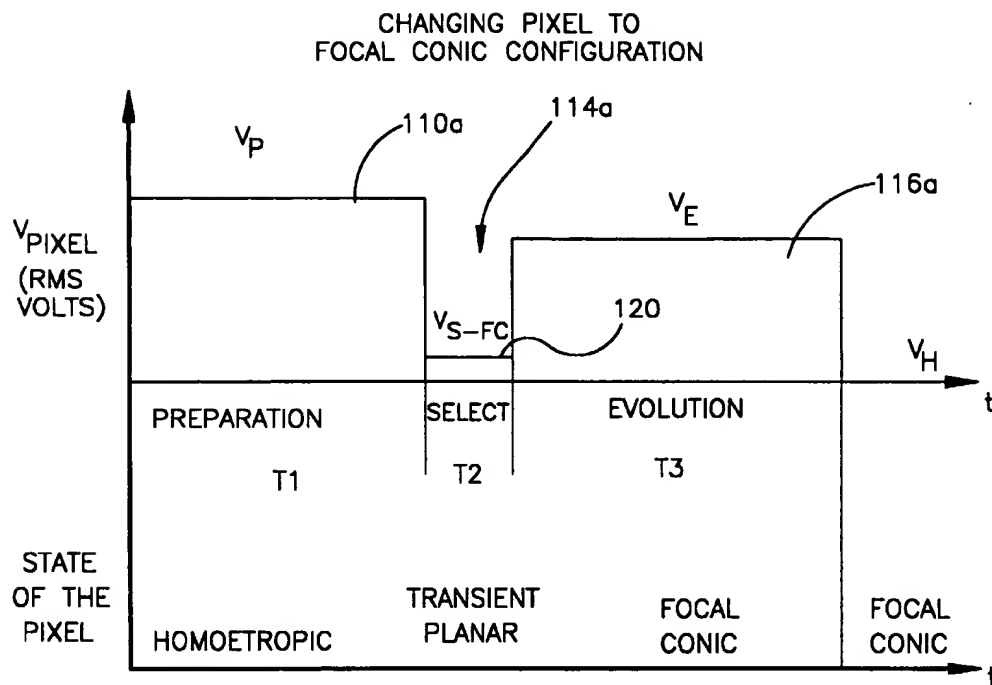 CHANGING PIXEL TO
FOCAL CONIC CONFIGURATION
114a
110a
V_P
116a
V_E
V_PIXEL
(RMS
VOLTS)
V_S-FC
120
V_H
t
PREPARATION
SELECT
EVOLUTION
T1
T2
T3
STATE
OF THE
PIXEL
HOMOETROPIC
TRANSIENT
PLANAR
FOCAL
CONIC
FOCAL
CONIC
t